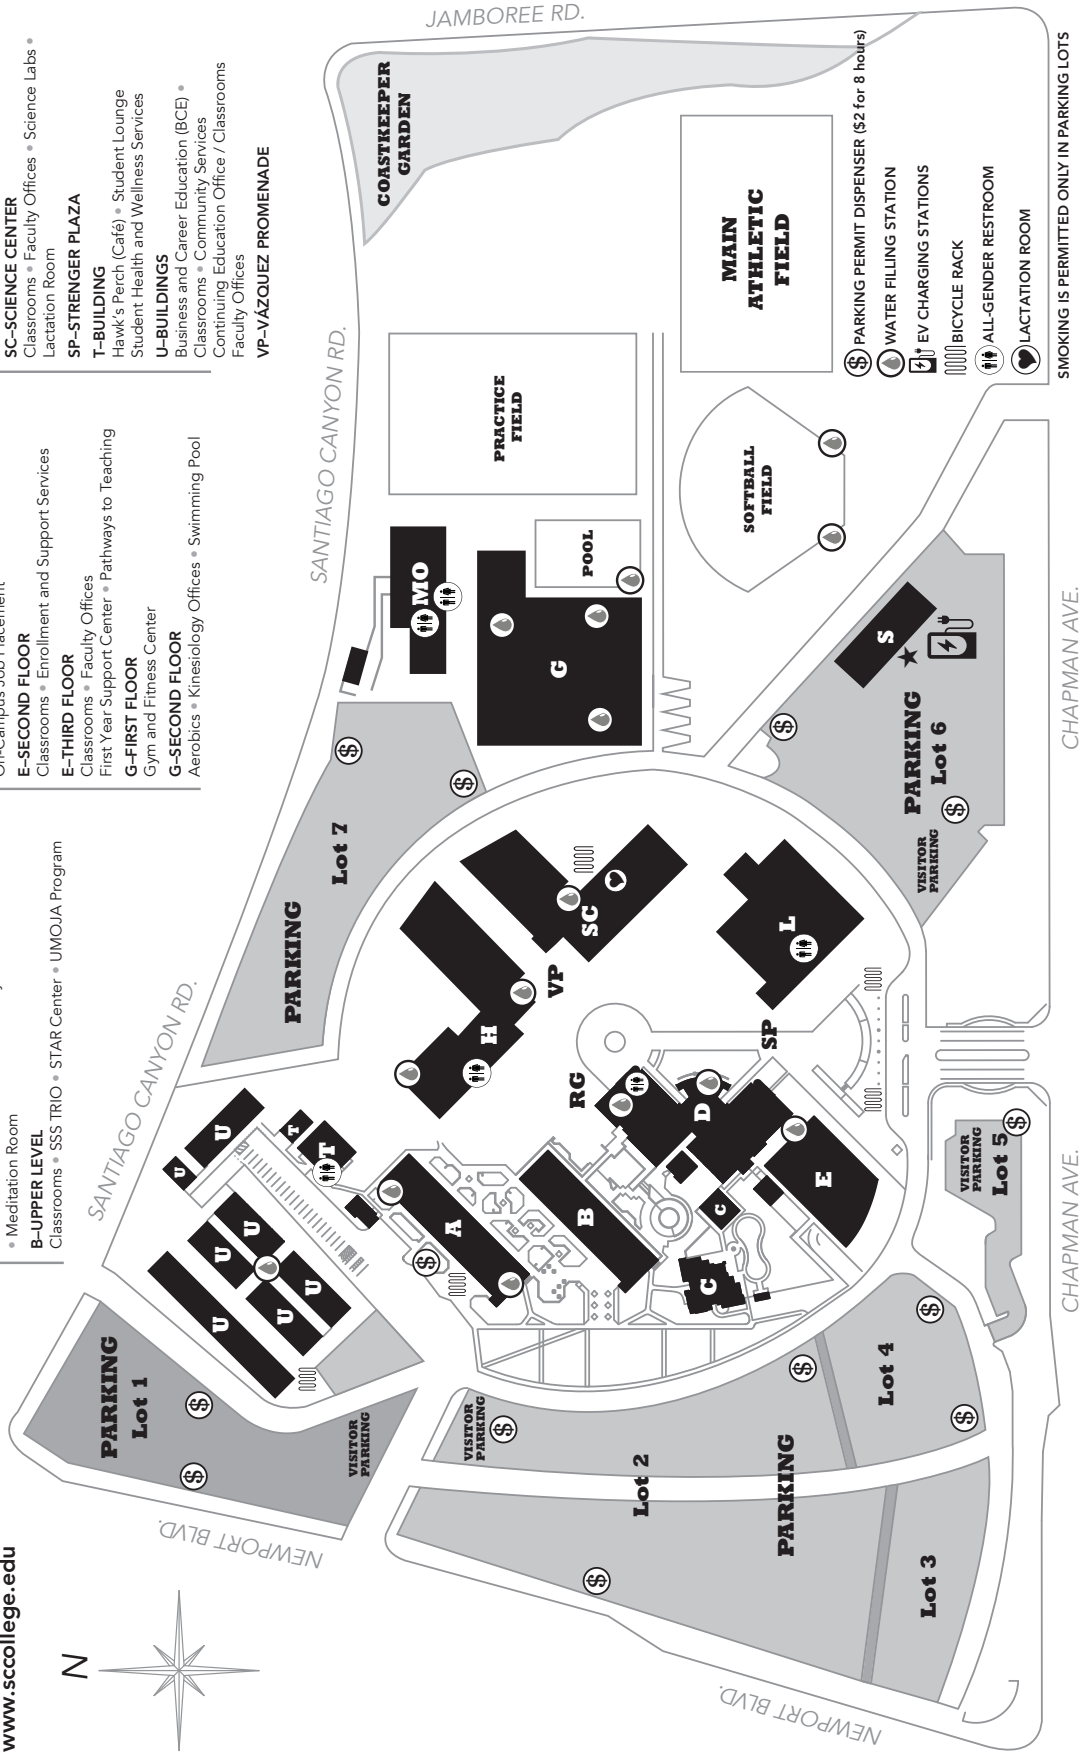 www.sccollege.edu
N
• Meditation Room
B–UPPER LEVEL
Classrooms • SSS TRIO • STAR Center • UMOJA Program
E–SECOND FLOOR
Classrooms • Enrollment and Support Services
E–THIRD FLOOR
Classrooms • Faculty Offices
First Year Support Center • Pathways to Teaching
G–FIRST FLOOR
Gym and Fitness Center
G–SECOND FLOOR
Aerobics • Kinesiology Offices • Swimming Pool
SC–SCIENCE CENTER
Classrooms • Faculty Offices • Science Labs •
Lactation Room
SP–STRENGER PLAZA
T–BUILDING
Hawk's Perch (Café) • Student Lounge
Student Health and Wellness Services
U–BUILDINGS
Business and Career Education (BCE) •
Classrooms • Community Services
Continuing Education Office / Classrooms
Faculty Offices
VP–VÁZQUEZ PROMENADE
NEWPORT BLVD.
SANTIAGO CANYON RD.
SANTIAGO CANYON RD.
JAMBOREE RD.
PARKING
Lot 1
VISITOR
PARKING
U
U
U
U
U
U
U
T
T
PARKING
Lot 7
MO
COASTKEEPER
GARDEN
PRACTICE
FIELD
POOL
G
MAIN
ATHLETIC
FIELD
SOFTBALL
FIELD
H
VP
SC
A
B
RG
D
SP
L
C
C
E
VISITOR
PARKING
Lot 2
PARKING
Lot 4
Lot 3
VISITOR
PARKING
Lot 5
VISITOR
PARKING
PARKING
Lot 6
S
NEWPORT BLVD.
CHAPMAN AVE.
CHAPMAN AVE.
$ PARKING PERMIT DISPENSER ($2 for 8 hours)
WATER FILLING STATION
EV CHARGING STATIONS
BICYCLE RACK
ALL-GENDER RESTROOM
LACTATION ROOM
SMOKING IS PERMITTED ONLY IN PARKING LOTS